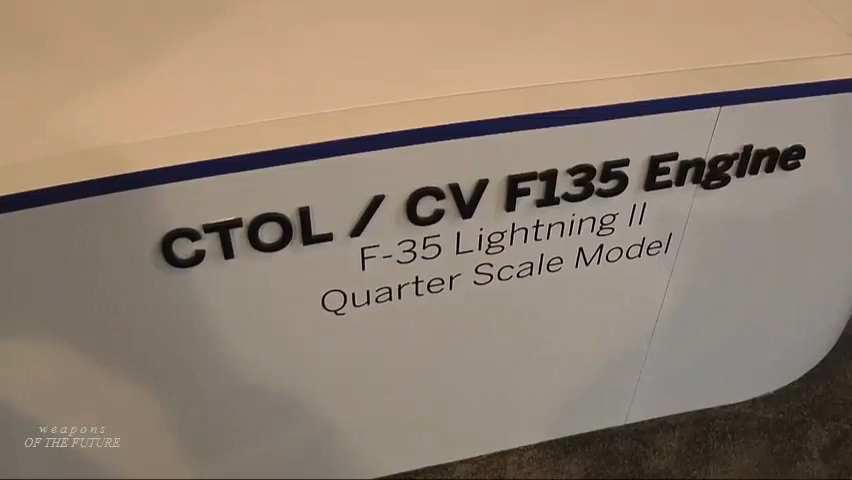 CTOL / CV F135 Engine
F-35 Lightning II
Quarter Scale Model
weapons
OF THE FUTURE